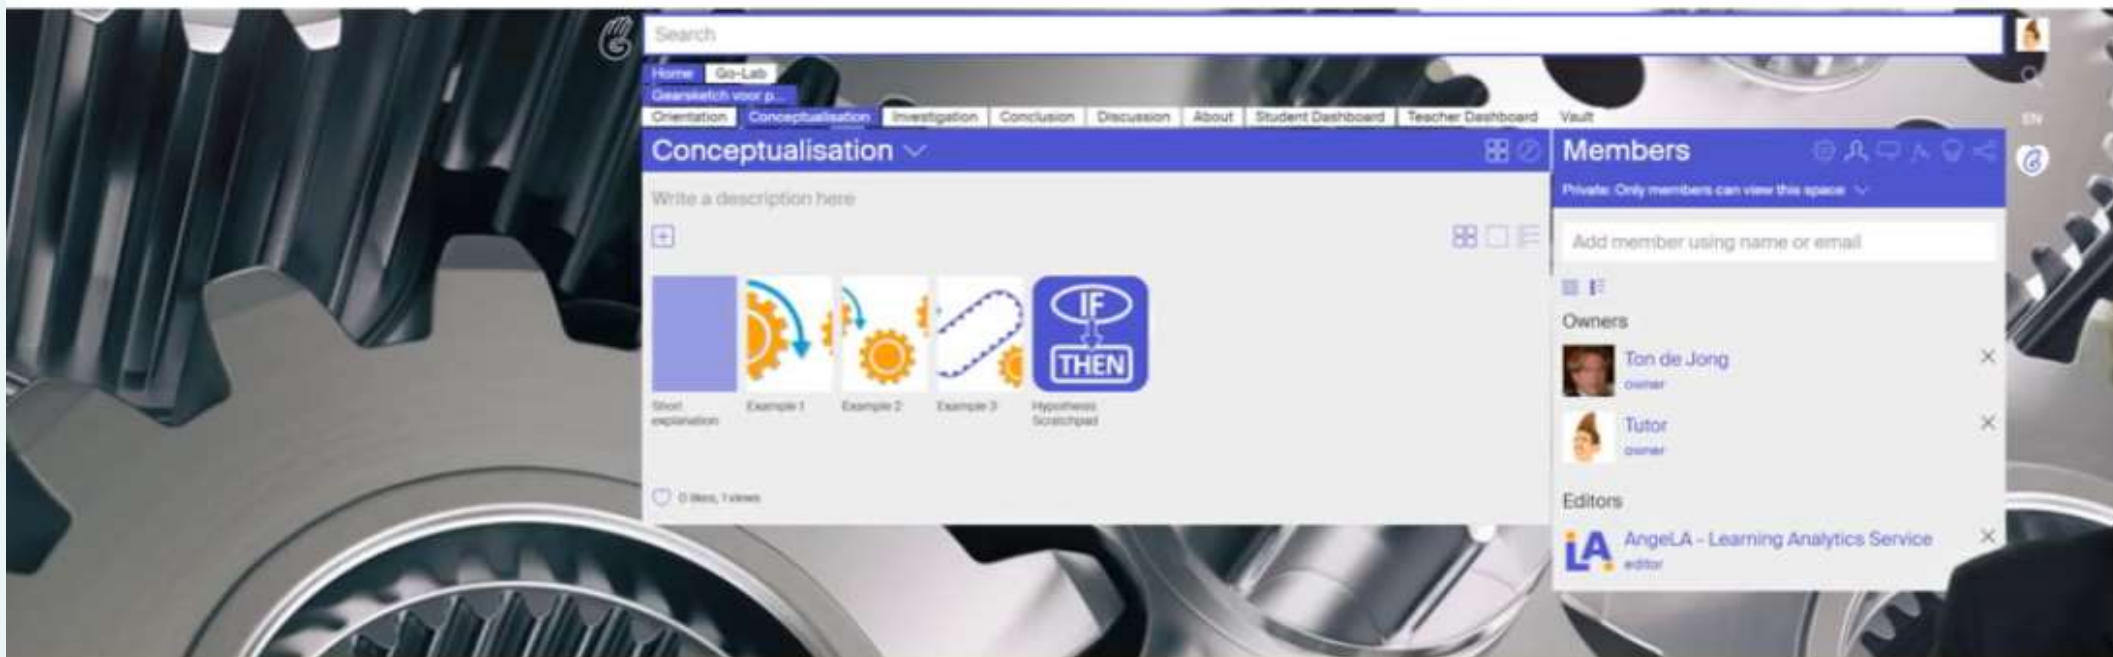 Search
Home Go-Lab
Gearsketch voor p...
Orientation Conceptualisation Investigation Conclusion Discussion About Student Dashboard Teacher Dashboard Vault
Conceptualisation
Write a description here
Short explanation
Example 1
Example 2
Example 3
IF
THEN
Hypothesis Scratchpad
0 likes, 1 views
EN
Members
Private: Only members can view this space
Add member using name or email
Owners
Ton de Jong
owner
Tutor
owner
Editors
LA
AngeLA - Learning Analytics Service
editor